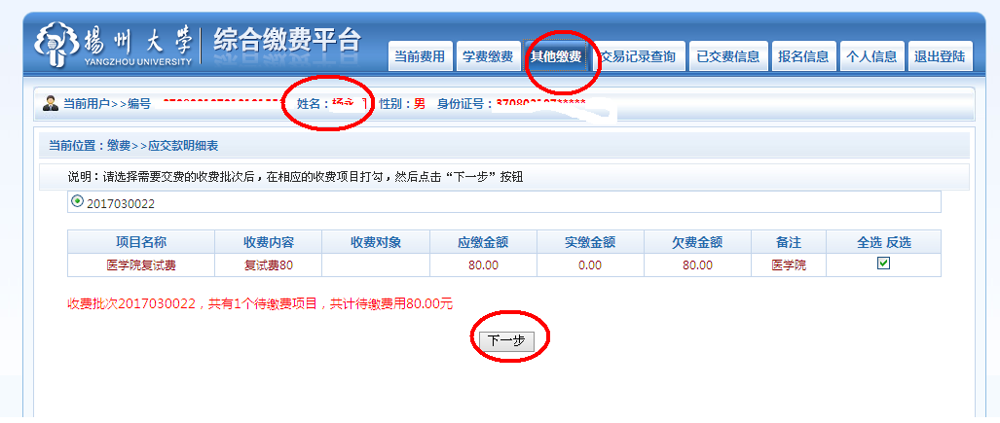 揚州大学 综合缴费平台
YANGZHOU UNIVERSITY
当前费用 学费缴费 其他缴费 交易记录查询 已交费信息 报名信息 个人信息 退出登陆
当前用户>>编号 姓名： 性别：男 身份证号：
当前位置：缴费>>应交款明细表
说明：请选择需要交费的收费批次后，在相应的收费项目打勾，然后点击“下一步”按钮
2017030022
项目名称 收费内容 收费对象 应缴金额 实缴金额 欠费金额 备注 全选 反选
医学院复试费 复试费80 80.00 0.00 80.00 医学院
收费批次2017030022，共有1个待缴费项目，共计待缴费用80.00元
下一步